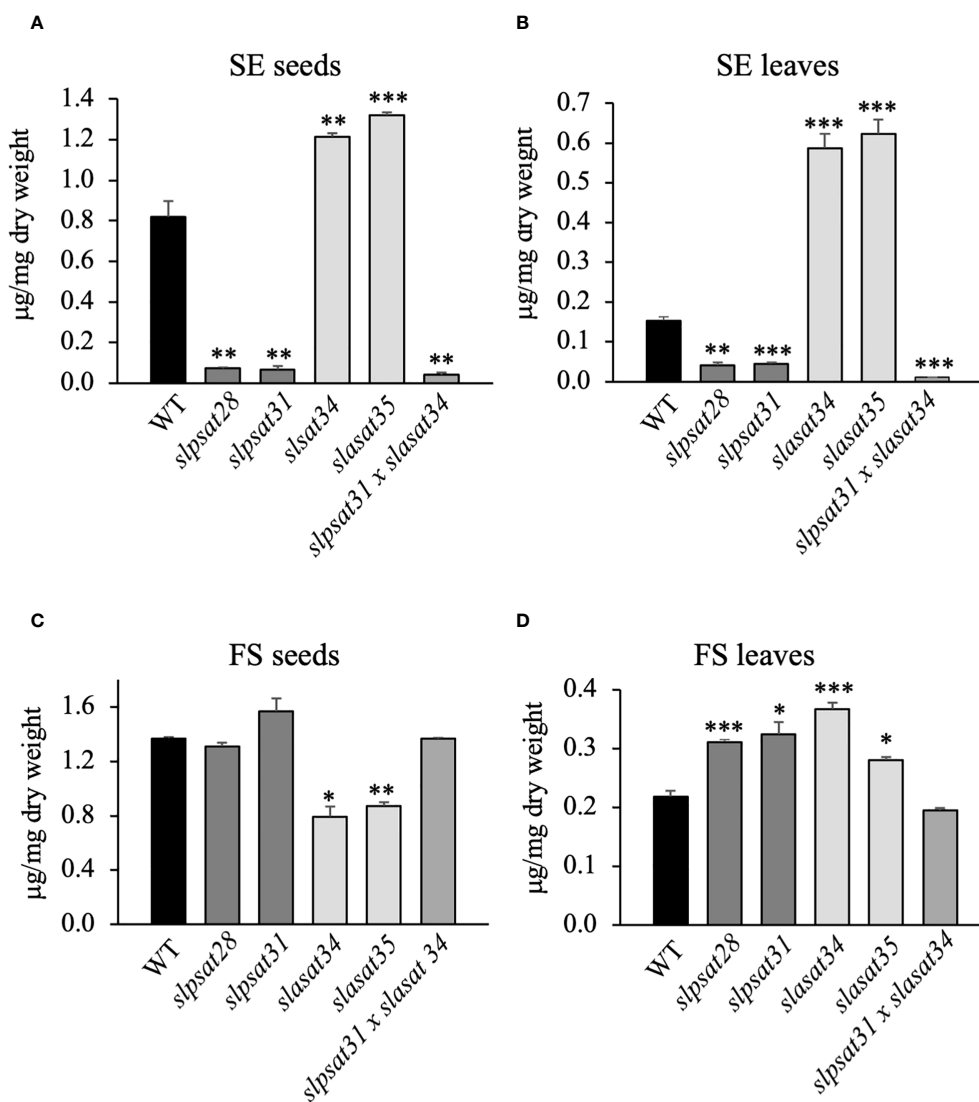 A
SE seeds
µg/mg dry weight
1.4
1.2
1.0
0.8
0.6
0.4
0.2
0.0
**
**
**
***
**
WT
slpsat28
slpsat31
slsat34
slasat35
slpsat31 x slasat34
B
SE leaves
µg/mg dry weight
0.7
0.6
0.5
0.4
0.3
0.2
0.1
0.0
**
***
***
***
***
WT
slpsat28
slpsat31
slasat34
slasat35
slpsat31 x slasat34
C
FS seeds
µg/mg dry weight
1.6
1.2
0.8
0.4
0.0
*
**
WT
slpsat28
slpsat31
slasat34
slasat35
slpsat31 x slasat 34
D
FS leaves
µg/mg dry weight
0.4
0.3
0.2
0.1
0.0
***
*
***
*
WT
slpsat28
slpsat31
slasat34
slasat35
slpsat31 x slasat34